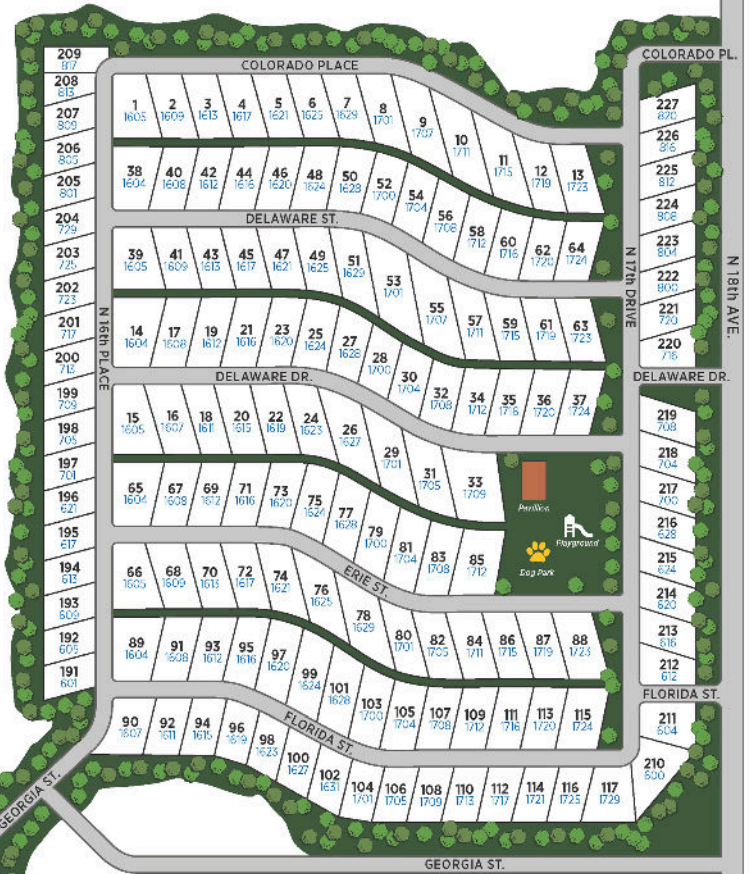 COLORADO PL.
COLORADO PLACE
209
817
208
813
207
809
206
805
205
801
204
729
203
725
202
723
201
717
200
713
199
709
198
705
197
701
196
621
195
617
194
613
193
609
192
605
191
601
N 16th PLACE
1 2 3 4 5 6 7 8 9 10 11 12 13
1605 1609 1613 1617 1621 1625 1629 1701 1707 1711 1715 1719 1723
38 40 42 44 46 48 50 52 54 56 58 60 62 64
1604 1608 1612 1616 1620 1624 1628 1700 1704 1708 1712 1716 1720 1724
DELAWARE ST.
39 41 43 45 47 49 51 53 55 57 59 61 63
1605 1609 1613 1617 1621 1625 1629 1701 1707 1711 1715 1719 1723
14 17 19 21 23 25 27 28 30 32 34 35 36 37
1604 1608 1612 1616 1620 1624 1628 1700 1704 1708 1712 1716 1720 1724
DELAWARE DR.
15 16 18 20 22 24 26 29 31 33
1605 1607 1611 1615 1619 1623 1627 1701 1705 1709
65 67 69 71 73 75 77 79 81 83 85
1604 1608 1612 1616 1620 1624 1628 1700 1704 1708 1712
Pavillion
Playground
Dog Park
ERIE ST.
66 68 70 72 74 76 78 80 82 84 86 87 88
1605 1609 1613 1617 1621 1625 1629 1701 1705 1711 1715 1719 1723
89 91 93 95 97 99 101 103 105 107 109 111 113 115
1604 1608 1612 1616 1620 1624 1628 1700 1704 1708 1712 1716 1720 1724
FLORIDA ST.
90 92 94 96 98 100 102 104 106 108 110 112 114 116 117
1607 1611 1615 1619 1623 1627 1631 1701 1705 1709 1713 1717 1721 1725 1729
N 17th DRIVE
227
820
226
816
225
812
224
808
223
804
222
800
221
720
220
716
DELAWARE DR.
219
708
218
704
217
700
216
628
215
624
214
620
213
616
212
612
FLORIDA ST.
211
604
210
600
N 18th AVE.
GEORGIA ST.
GEORGIA ST.